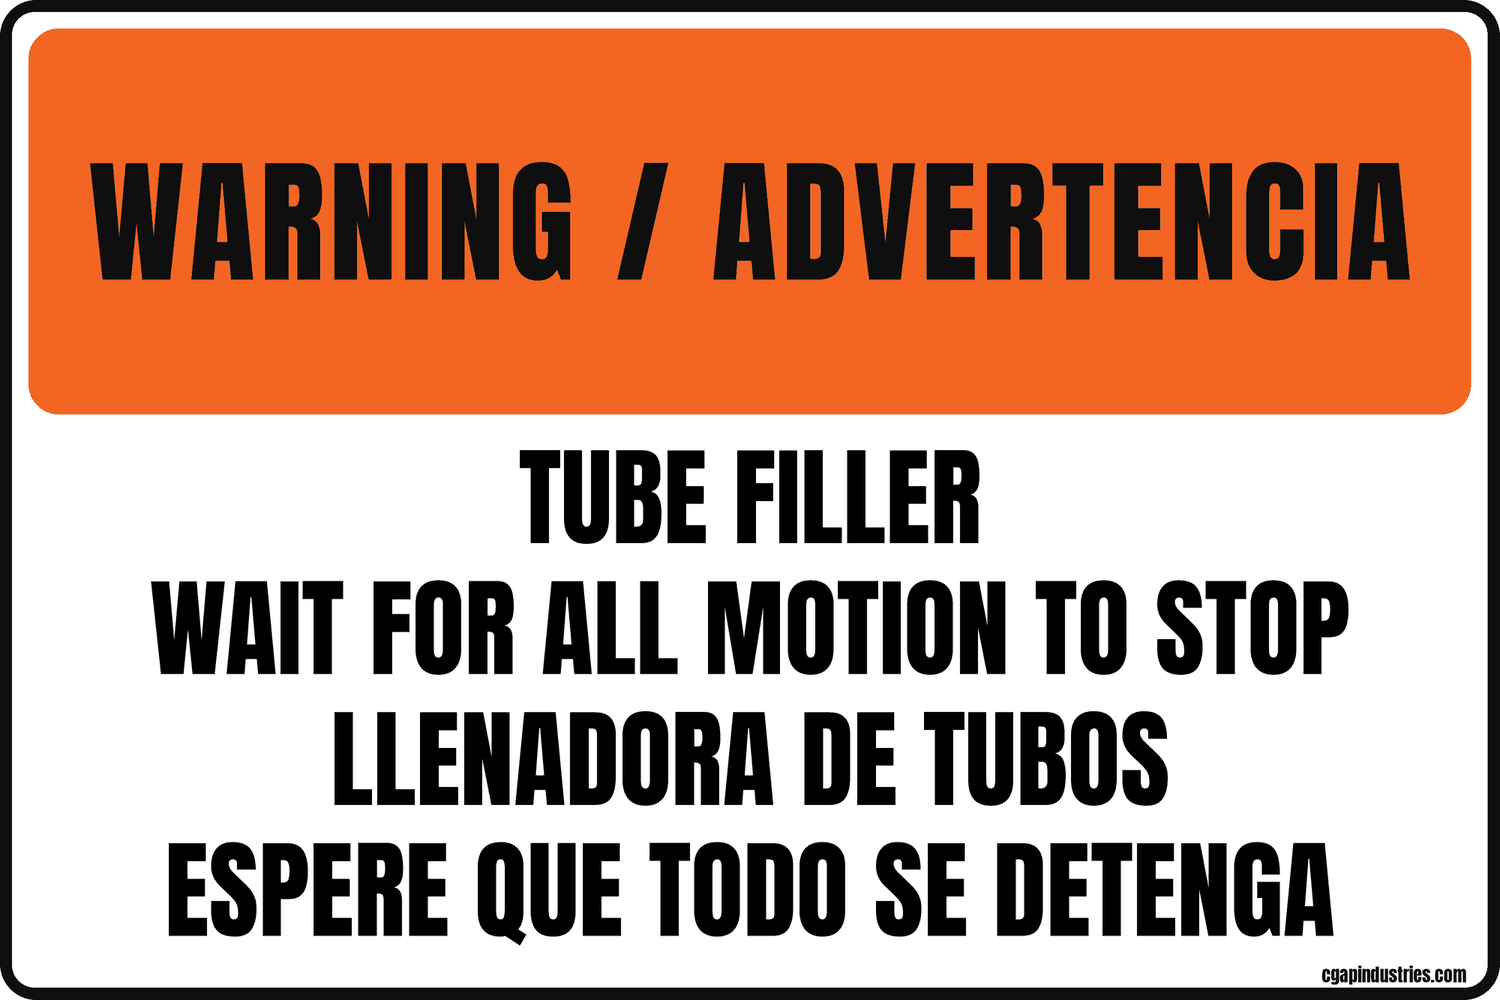 WARNING / ADVERTENCIA
TUBE FILLER
WAIT FOR ALL MOTION TO STOP
LLENADORA DE TUBOS
ESPERE QUE TODO SE DETENGA
cgapindustries.com